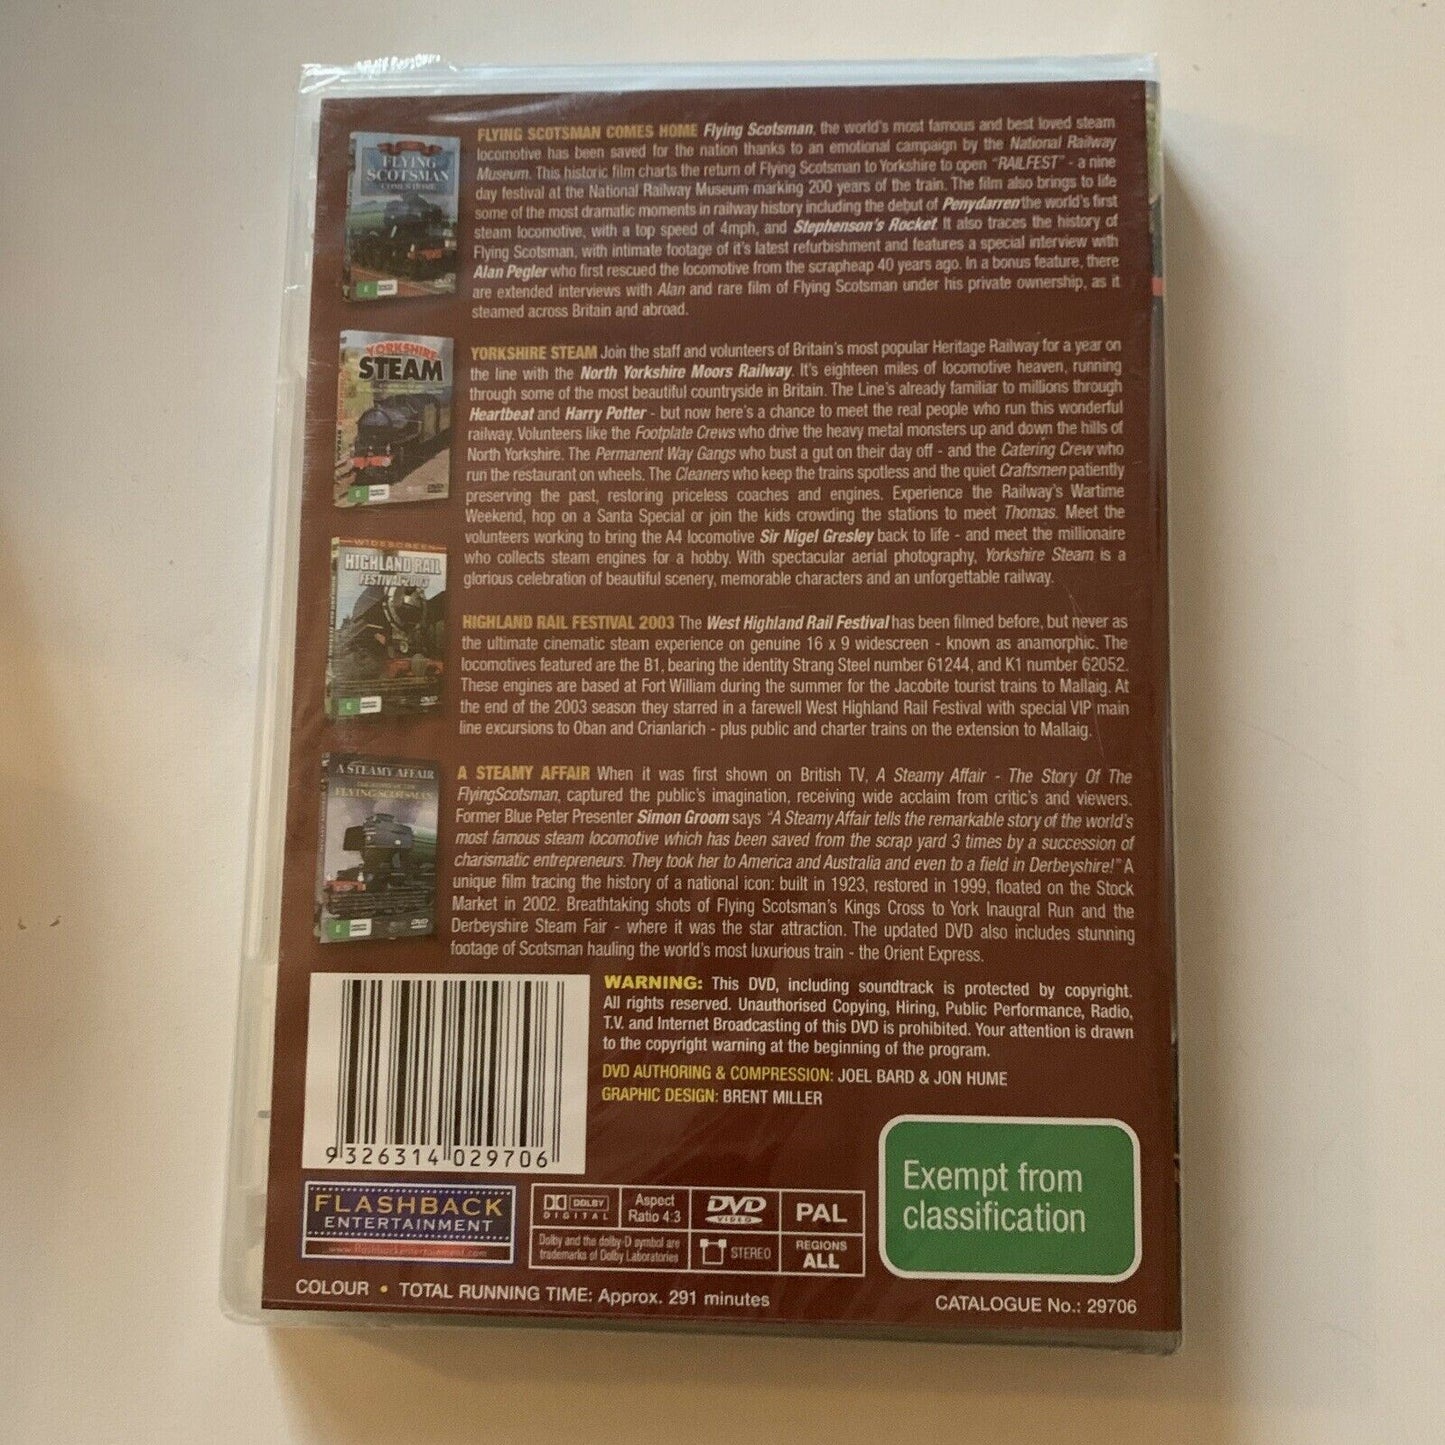 FLYING SCOTSMAN COMES HOME Flying Scotsman, the world's most famous and best loved steam
locomotive has been saved for the nation thanks to an emotional campaign by the National Railway
Museum. This historic film charts the return of Flying Scotsman to Yorkshire to open "RAILFEST" - a nine
day festival at the National Railway Museum marking 200 years of the train. The film also brings to life
some of the most dramatic moments in railway history including the debut of Penydarren the world's first
steam locomotive, with a top speed of 4mph, and Stephenson's Rocket. It also traces the history of
Flying Scotsman, with intimate footage of it's latest refurbishment and features a special interview with
Alan Pegler who first rescued the locomotive from the scrapheap 40 years ago. In a bonus feature, there
are extended interviews with Alan and rare film of Flying Scotsman under his private ownership, as it
steamed across Britain and abroad.
FLYING
SCOTSMAN
COMES HOME
YORKSHIRE STEAM Join the staff and volunteers of Britain's most popular Heritage Railway for a year on
the line with the North Yorkshire Moors Railway. It's eighteen miles of locomotive heaven, running
through some of the most beautiful countryside in Britain. The Line's already familiar to millions through
Heartbeat and Harry Potter - but now here's a chance to meet the real people who run this wonderful
railway. Volunteers like the Footplate Crews who drive the heavy metal monsters up and down the hills of
North Yorkshire. The Permanent Way Gangs who bust a gut on their day off - and the Catering Crew who
run the restaurant on wheels. The Cleaners who keep the trains spotless and the quiet Craftsmen patiently
preserving the past, restoring priceless coaches and engines. Experience the Railway's Wartime
Weekend, hop on a Santa Special or join the kids crowding the stations to meet Thomas. Meet the
volunteers working to bring the A4 locomotive Sir Nigel Gresley back to life - and meet the millionaire
who collects steam engines for a hobby. With spectacular aerial photography, Yorkshire Steam is a
glorious celebration of beautiful scenery, memorable characters and an unforgettable railway.
YORKSHIRE
STEAM
HIGHLAND RAIL FESTIVAL 2003 The West Highland Rail Festival has been filmed before, but never as
the ultimate cinematic steam experience on genuine 16 x 9 widescreen - known as anamorphic. The
locomotives featured are the B1, bearing the identity Strang Steel number 61244, and K1 number 62052.
These engines are based at Fort William during the summer for the Jacobite tourist trains to Mallaig. At
the end of the 2003 season they starred in a farewell West Highland Rail Festival with special VIP main
line excursions to Oban and Crianlarich - plus public and charter trains on the extension to Mallaig.
WIDESCREEN
HIGHLAND RAIL
FESTIVAL 2003
A STEAMY AFFAIR When it was first shown on British TV, A Steamy Affair - The Story Of The
FlyingScotsman, captured the public's imagination, receiving wide acclaim from critic's and viewers.
Former Blue Peter Presenter Simon Groom says "A Steamy Affair tells the remarkable story of the world's
most famous steam locomotive which has been saved from the scrap yard 3 times by a succession of
charismatic entrepreneurs. They took her to America and Australia and even to a field in Derbeyshire!" A
unique film tracing the history of a national icon: built in 1923, restored in 1999, floated on the Stock
Market in 2002. Breathtaking shots of Flying Scotsman's Kings Cross to York Inaugral Run and the
Derbeyshire Steam Fair - where it was the star attraction. The updated DVD also includes stunning
footage of Scotsman hauling the world's most luxurious train - the Orient Express.
A STEAMY AFFAIR
FLYING SCOTSMAN
WARNING: This DVD, including soundtrack is protected by copyright.
All rights reserved. Unauthorised Copying, Hiring, Public Performance, Radio,
T.V. and Internet Broadcasting of this DVD is prohibited. Your attention is drawn
to the copyright warning at the beginning of the program.
DVD AUTHORING & COMPRESSION: JOEL BARD & JON HUME
GRAPHIC DESIGN: BRENT MILLER
9 326314 029706
FLASHBACK
ENTERTAINMENT
www.flashbackentertainment.com
DOLBY
DIGITAL
Aspect
Ratio 4:3
DVD
VIDEO
PAL
Dolby and the dolby-D symbol are
trademarks of Dolby Laboratories
STEREO
REGIONS
ALL
Exempt from
classification
COLOUR • TOTAL RUNNING TIME: Approx. 291 minutes
CATALOGUE No.: 29706